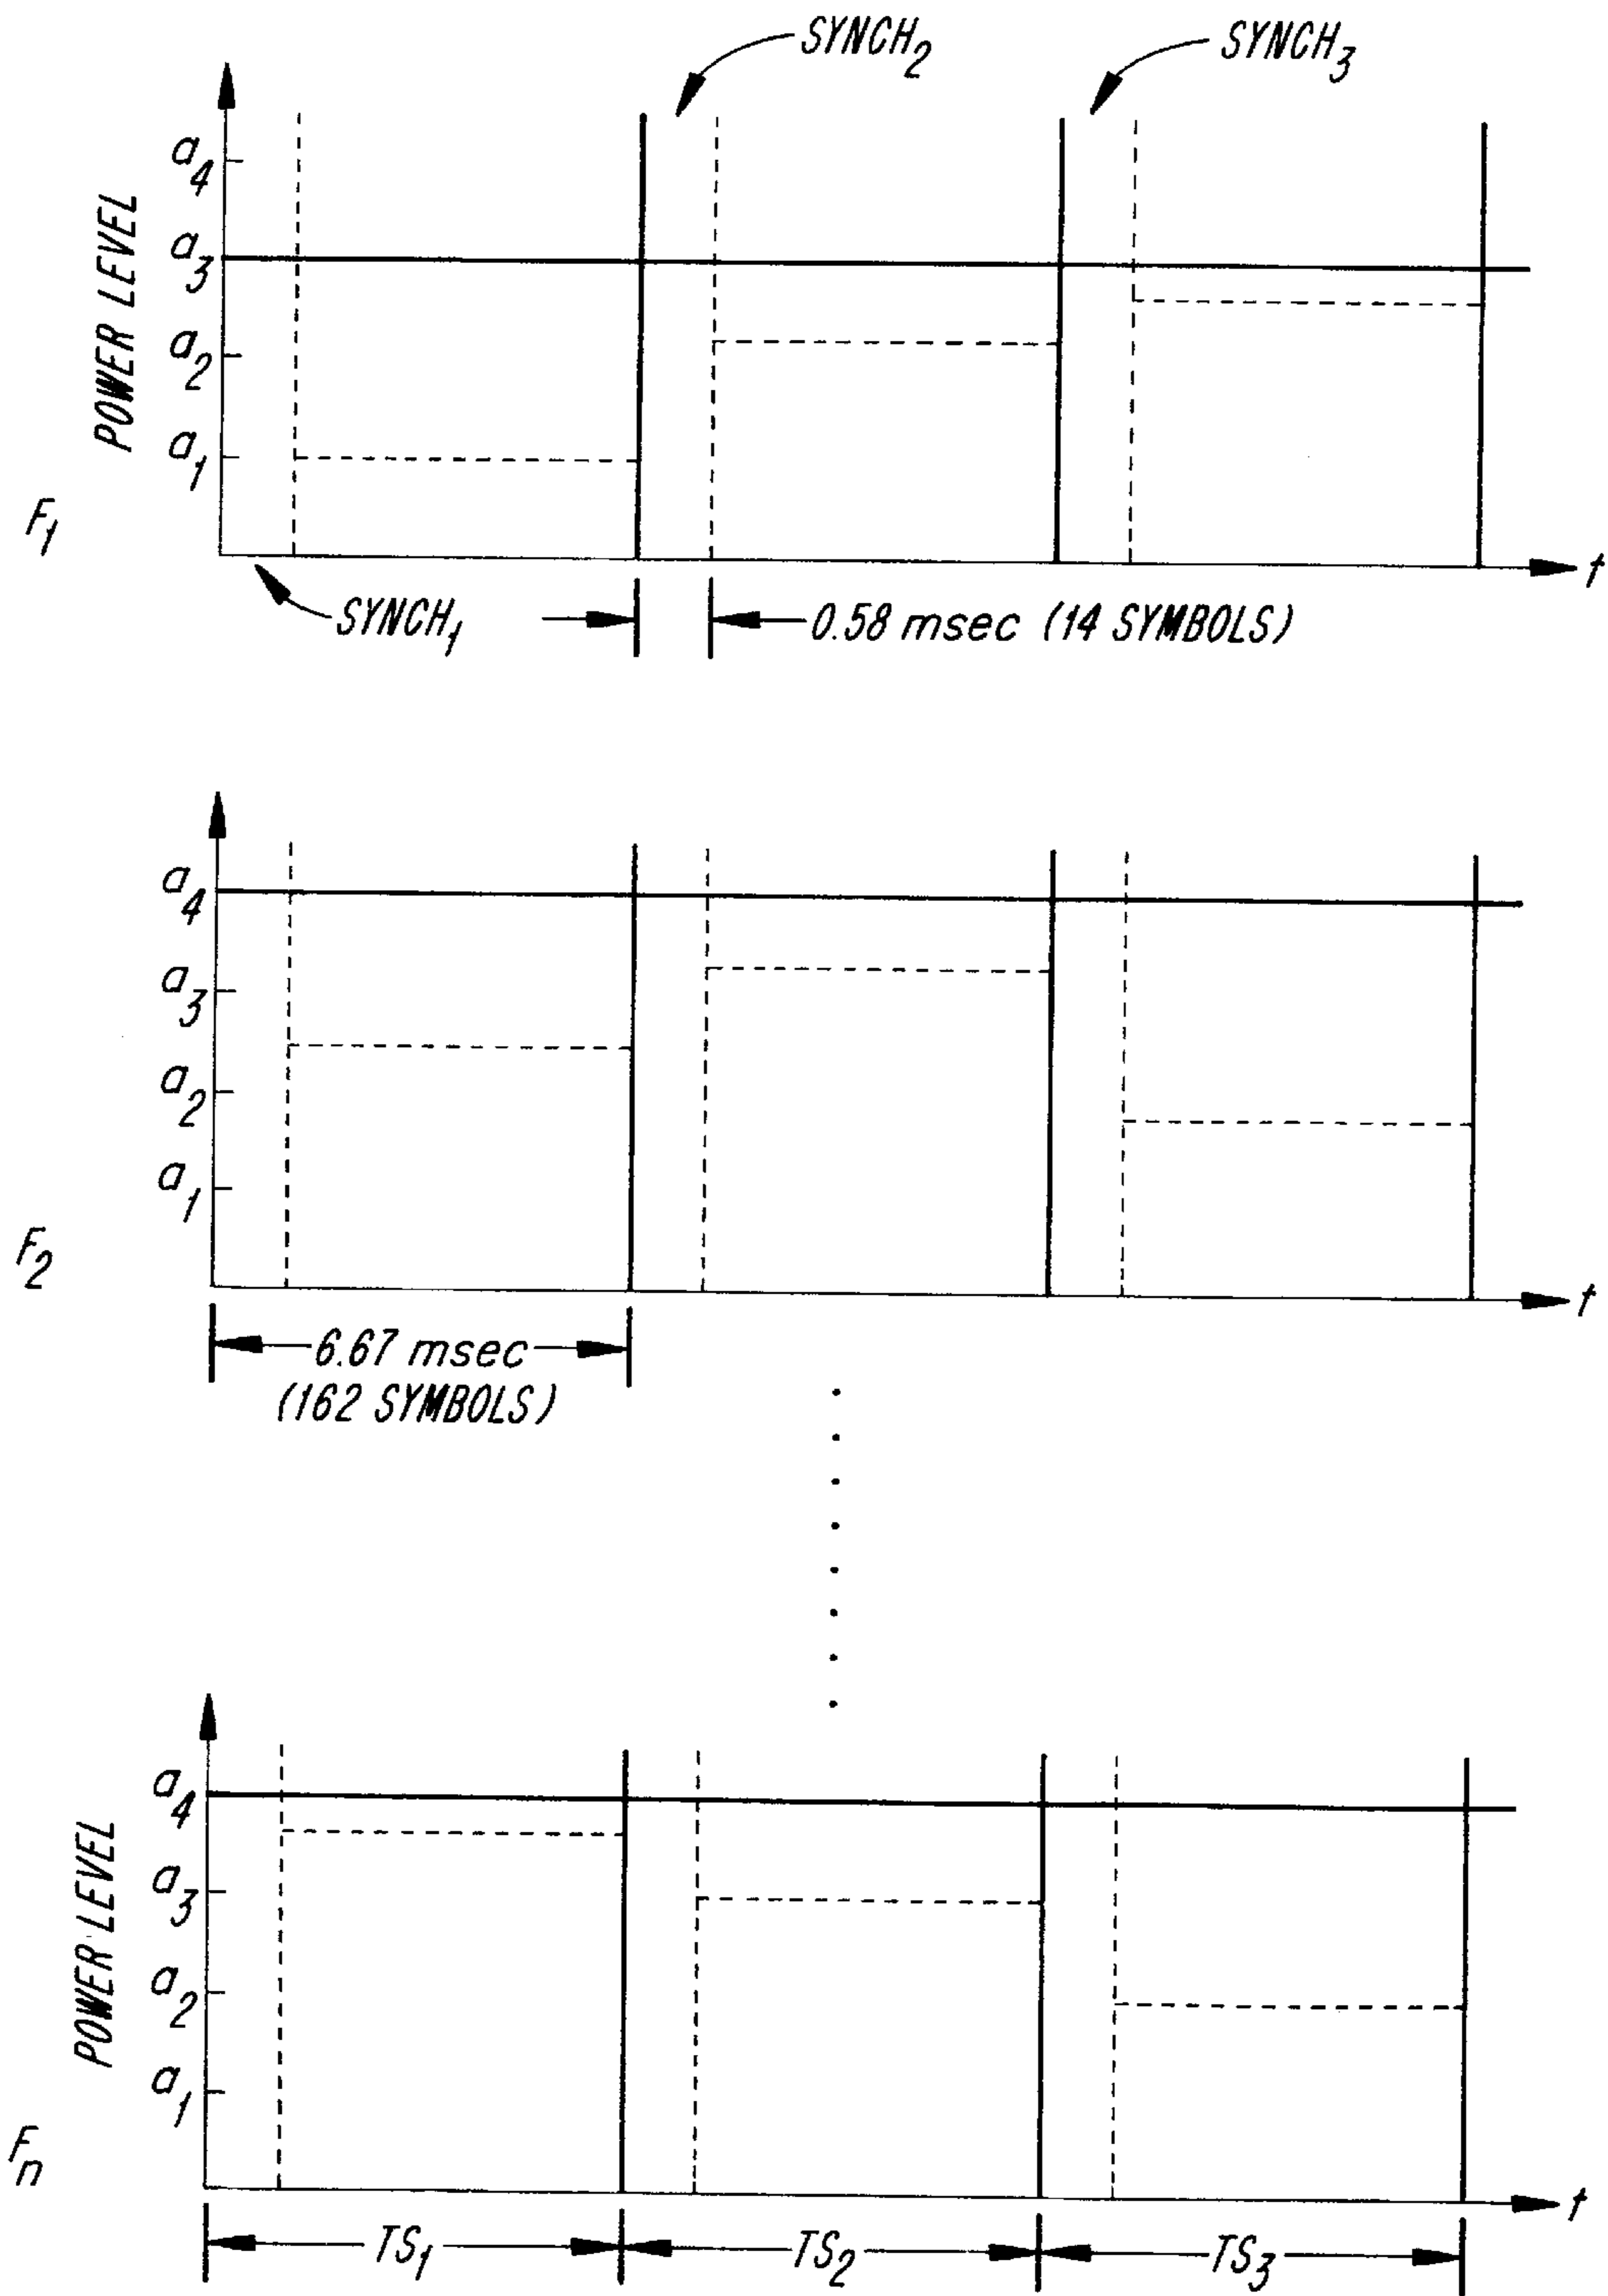 SYNCH2
SYNCH3
POWER LEVEL
a4
a3
a2
a1
F1
t
SYNCH1
0.58 msec (14 SYMBOLS)
a4
a3
a2
a1
F2
t
6.67 msec
(162 SYMBOLS)
POWER LEVEL
a4
a3
a2
a1
Fn
t
TS1
TS2
TS3